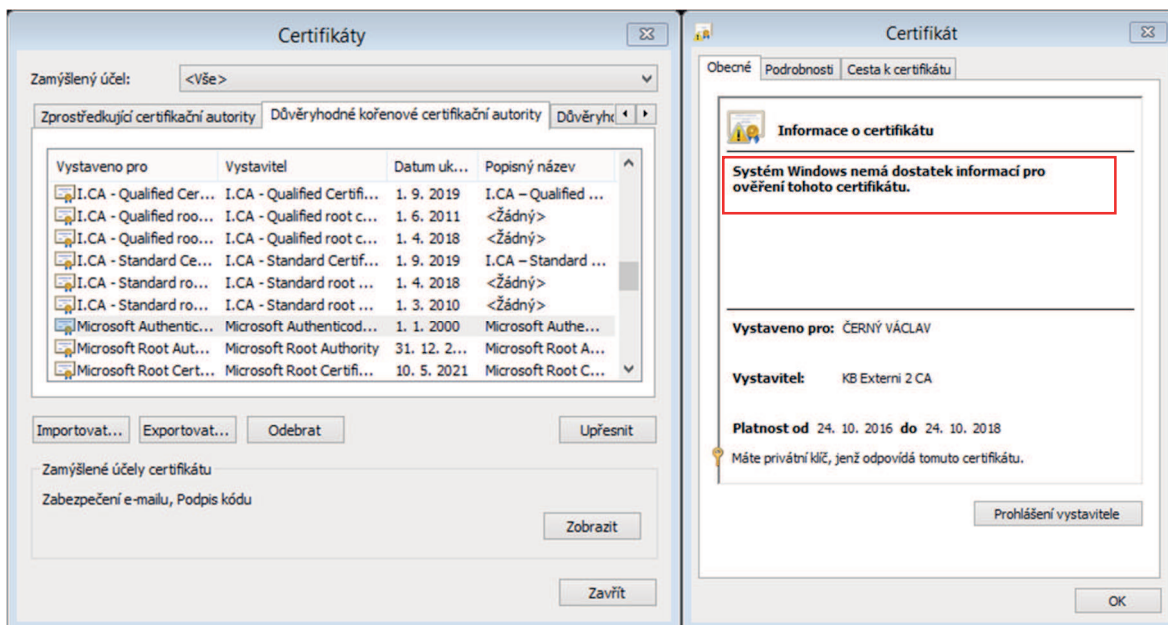 Certifikáty
Zamýšlený účel: <Vše>
Zprostředkující certifikační autority Důvěryhodné kořenové certifikační autority Důvěryho
Vystaveno pro Vystavitel Datum uk... Popisný název
I.CA - Qualified Cer... I.CA - Qualified Certifi... 1. 9. 2019 I.CA – Qualified ...
I.CA - Qualified roo... I.CA - Qualified root c... 1. 6. 2011 <Žádný>
I.CA - Qualified roo... I.CA - Qualified root c... 1. 4. 2018 <Žádný>
I.CA - Standard Ce... I.CA - Standard Certif... 1. 9. 2019 I.CA – Standard ...
I.CA - Standard ro... I.CA - Standard root ... 1. 4. 2018 <Žádný>
I.CA - Standard ro... I.CA - Standard root ... 1. 3. 2010 <Žádný>
Microsoft Authentic... Microsoft Authenticod... 1. 1. 2000 Microsoft Authe...
Microsoft Root Aut... Microsoft Root Authority 31. 12. 2... Microsoft Root A...
Microsoft Root Cert... Microsoft Root Certifi... 10. 5. 2021 Microsoft Root C...
Importovat... Exportovat... Odebrat Upřesnit
Zamýšlené účely certifikátu
Zabezpečení e-mailu, Podpis kódu
Zobrazit
Zavřít
Certifikát
Obecné Podrobnosti Cesta k certifikátu
Informace o certifikátu
Systém Windows nemá dostatek informací pro
ověření tohoto certifikátu.
Vystaveno pro: ČERNÝ VÁCLAV
Vystavitel: KB Externi 2 CA
Platnost od 24. 10. 2016 do 24. 10. 2018
Máte privátní klíč, jenž odpovídá tomuto certifikátu.
Prohlášení vystavitele
OK